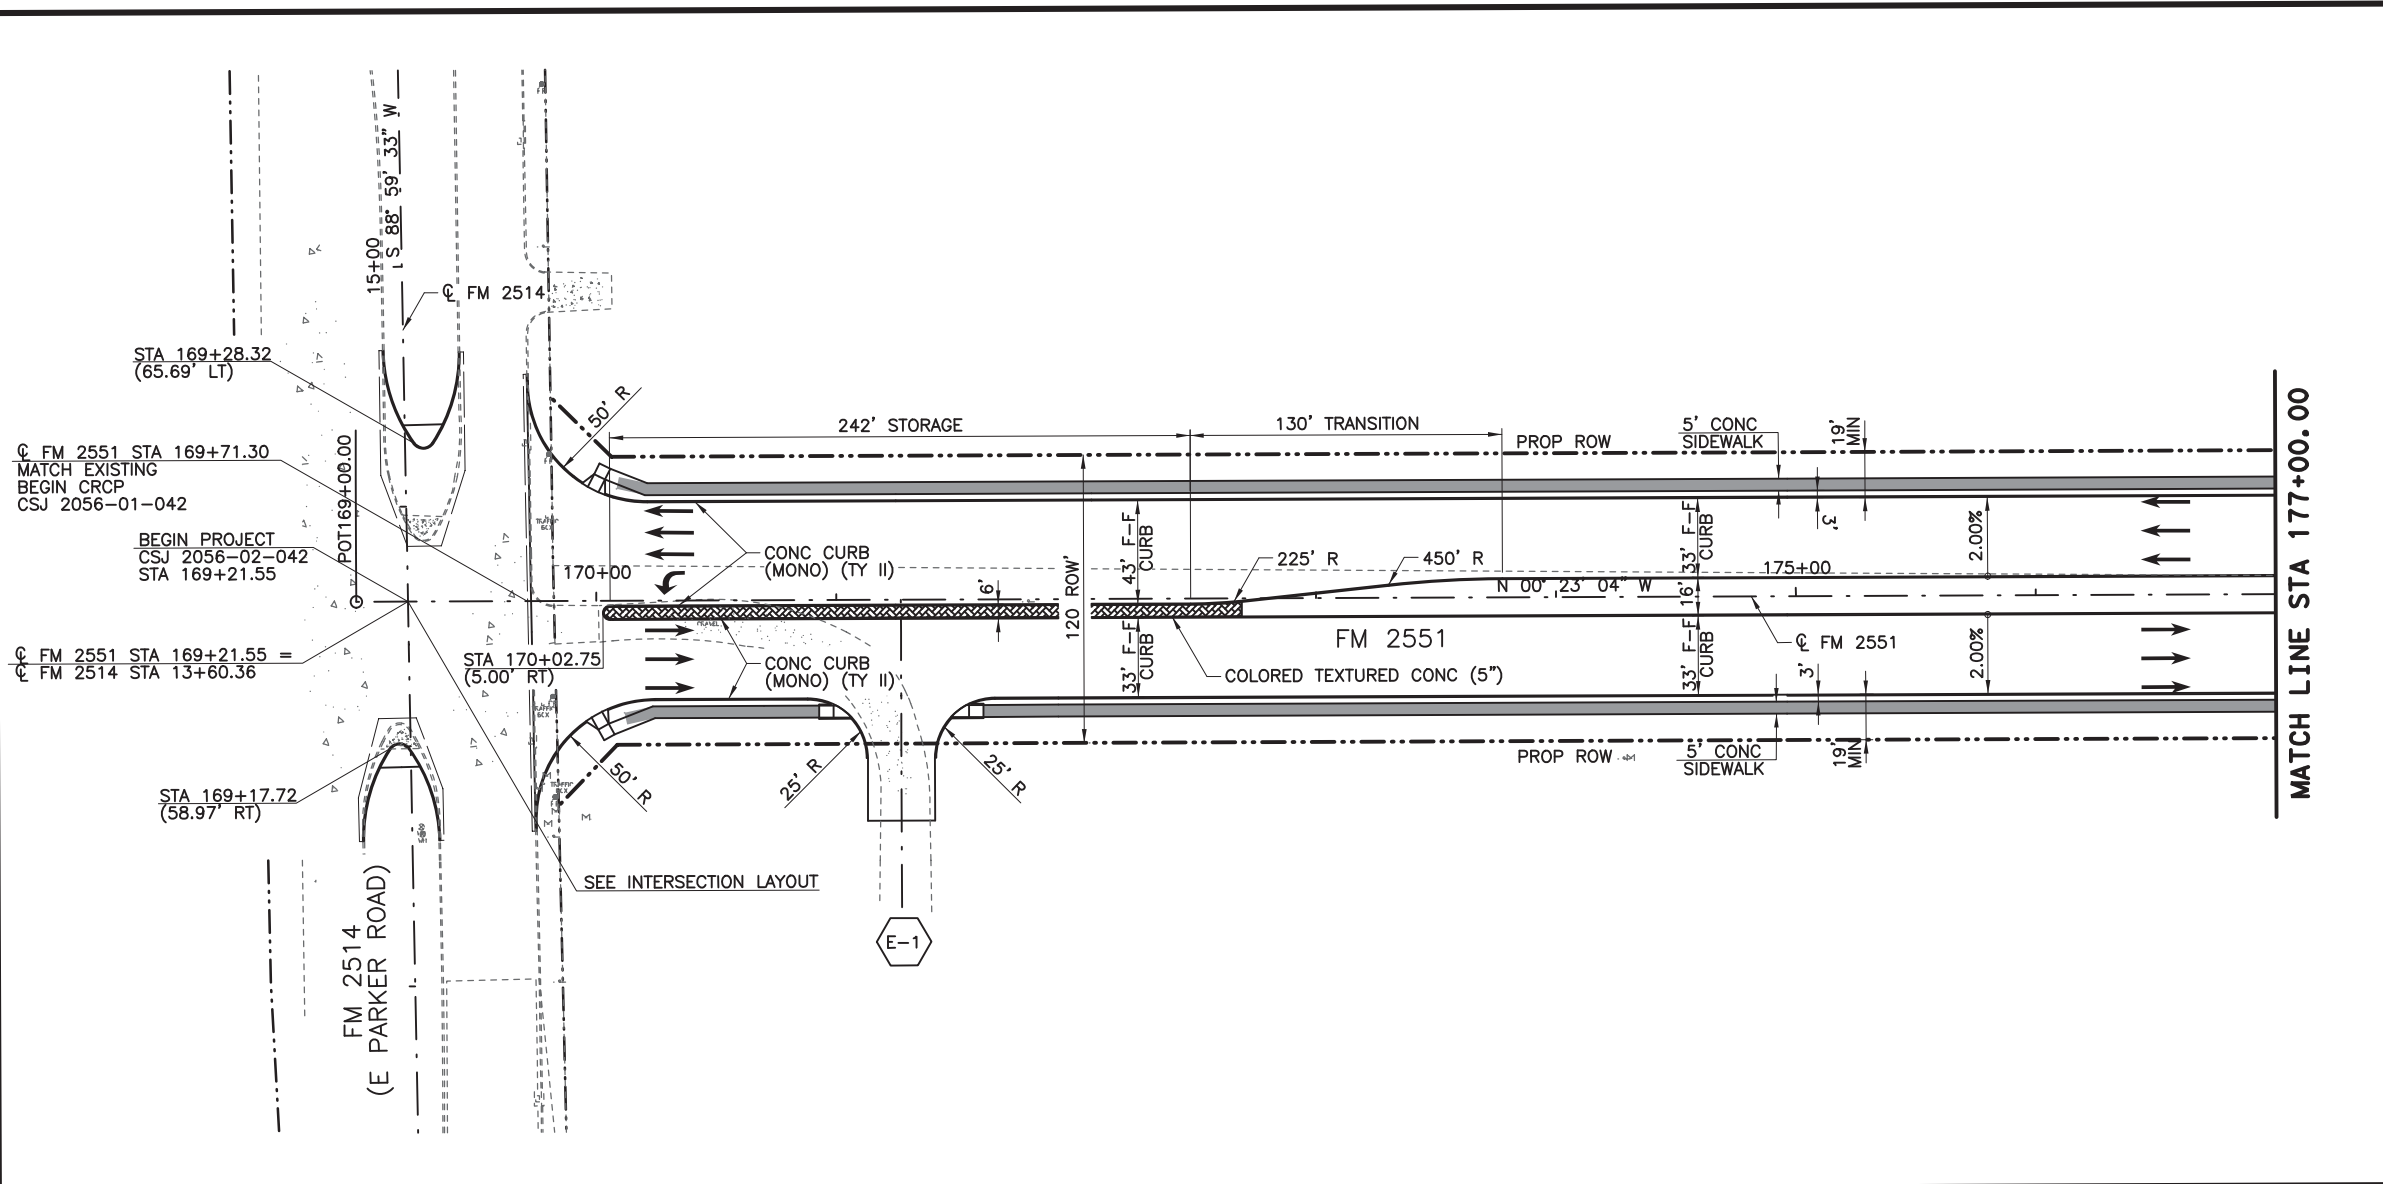 S 88° 59' 33" W
15+00
℄ FM 2514
STA 169+28.32
(65.69' LT)
℄ FM 2551 STA 169+71.30
MATCH EXISTING
BEGIN CRCP
CSJ 2056-01-042
POT169+00.00
BEGIN PROJECT
CSJ 2056-02-042
STA 169+21.55
℄ FM 2551 STA 169+21.55 =
℄ FM 2514 STA 13+60.36
STA 169+17.72
(58.97' RT)
FM 2514
(E PARKER ROAD)
SEE INTERSECTION LAYOUT
50' R
242' STORAGE
130' TRANSITION
PROP ROW
5' CONC
SIDEWALK
19'
MIN
3'
170+00
CONC CURB
(MONO) (TY II)
6'
120 ROW'
43' F-F
CURB
225' R
450' R
33' F-F
CURB
2.00%
175+00
N 00° 23' 04" W
16'
STA 170+02.75
(5.00' RT)
CONC CURB
(MONO) (TY II)
33' F-F
CURB
FM 2551
COLORED TEXTURED CONC (5")
33' F-F
CURB
℄ FM 2551
3'
2.00%
50' R
25' R
25' R
PROP ROW
5' CONC
SIDEWALK
19'
MIN
E-1
MATCH LINE STA 177+00.00